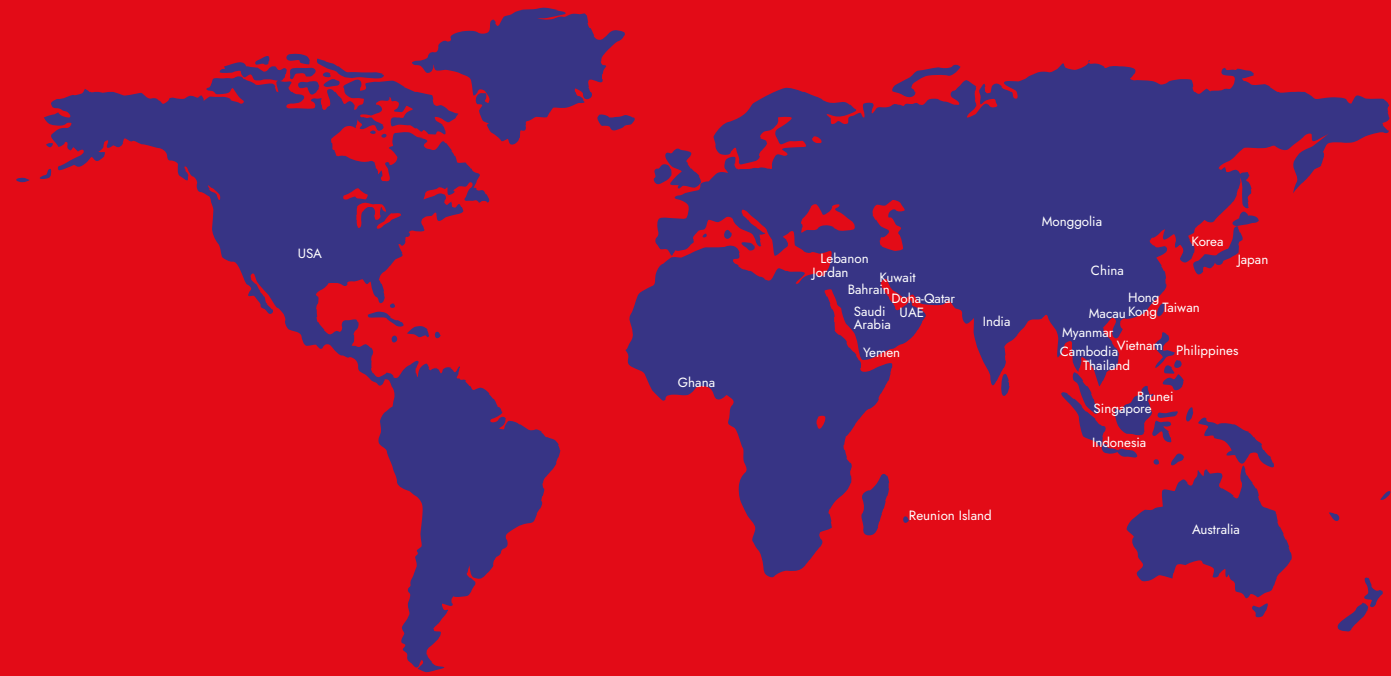 Monggolia
Korea
USA
Lebanon
Japan
Jordan
China
Kuwait
Bahrain
Doha-Qatar
Hong
Kong
Saudi
Arabia
UAE
India
Macau
Taiwan
Myanmar
Vietnam
Yemen
Cambodia
Philippines
Thailand
Ghana
Brunei
Singapore
Indonesia
Reunion Island
Australia